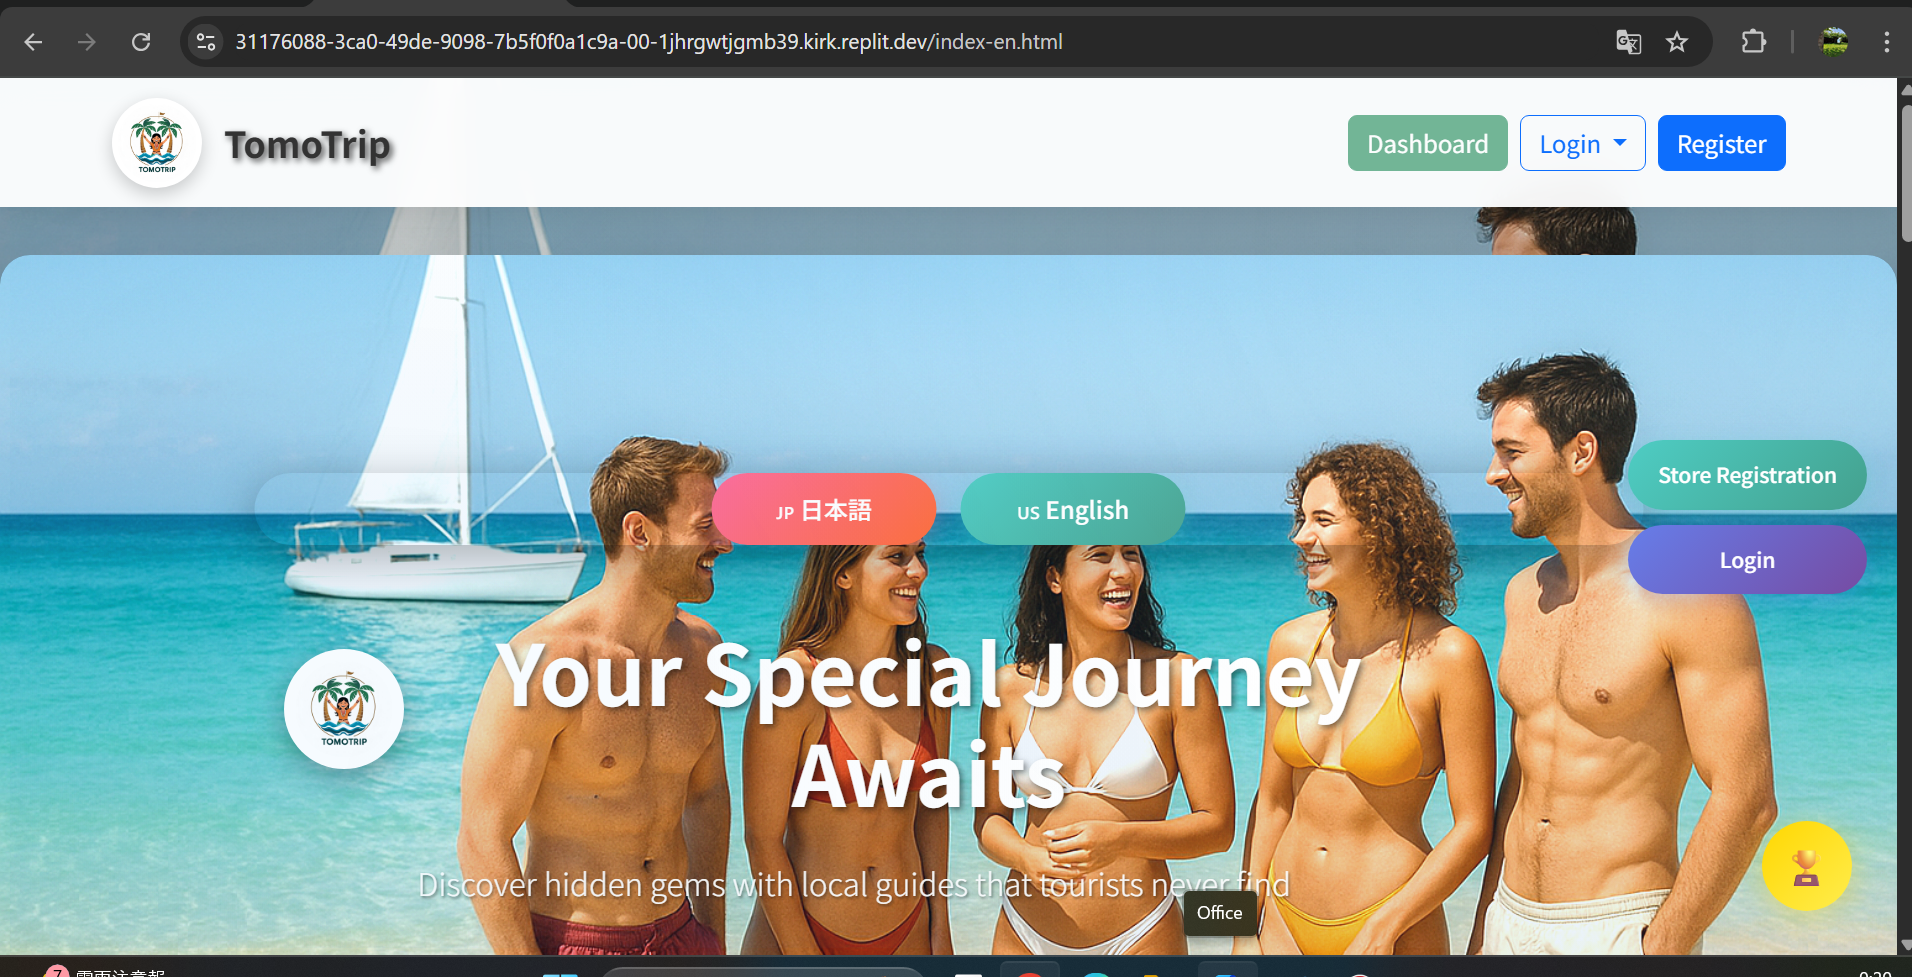 31176088-3ca0-49de-9098-7b5f0f0a1c9a-00-1jhrgwtjgmb39.kirk.replit.dev/index-en.html
TOMOTRIP
TomoTrip
Dashboard
Login
Register
JP 日本語
US English
Store Registration
Login
TOMOTRIP
Your Special Journey
Awaits
Discover hidden gems with local guides that tourists never find
Office
7